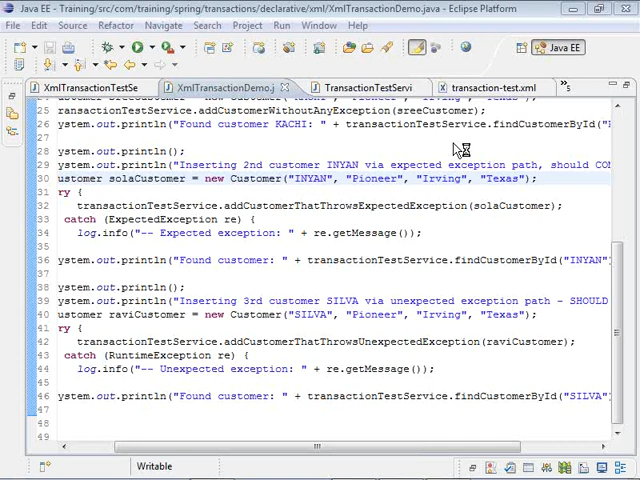 Java EE - Training/src/com/training/spring/transactions/declarative/xml/XmlTransactionDemo.java - Eclipse Platform
File Edit Source Refactor Navigate Search Project Run Window Help
Java EE
XmlTransactionTestSe XmlTransactionDemo.j TransactionTestServi transaction-test.xml »5
25 ransactionTestService.addCustomerWithoutAnyException(sreeCustomer);
26 ystem.out.println("Found customer KACHI: " + transactionTestService.findCustomerById("
27
28 ystem.out.println();
29 ystem.out.println("Inserting 2nd customer INYAN via expected exception path, should COM
30 ustomer solaCustomer = new Customer("INYAN", "Pioneer", "Irving", "Texas");
31 ry {
32 transactionTestService.addCustomerThatThrowsExpectedException(solaCustomer);
33 catch (ExpectedException re) {
34 log.info("-- Expected exception: " + re.getMessage());
35
36 ystem.out.println("Found customer: " + transactionTestService.findCustomerById("INYAN")
37
38 ystem.out.println();
39 ystem.out.println("Inserting 3rd customer SILVA via unexpected exception path - SHOULD
40 ustomer raviCustomer = new Customer("SILVA", "Pioneer", "Irving", "Texas");
41 ry {
42 transactionTestService.addCustomerThatThrowsUnexpectedException(raviCustomer);
43 catch (RuntimeException re) {
44 log.info("-- Unexpected exception: " + re.getMessage());
45
46 ystem.out.println("Found customer: " + transactionTestService.findCustomerById("SILVA")
47
48
49
Writable